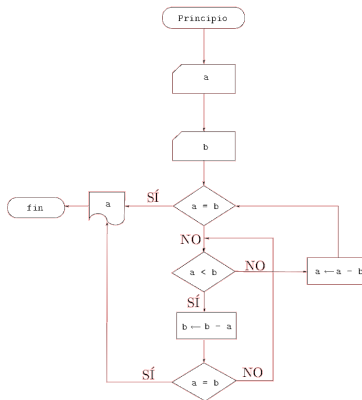 Principio
a
b
a = b
SÍ
a
fin
NO
a < b
NO
a ← a - b
SÍ
b ← b - a
a = b
SÍ
NO